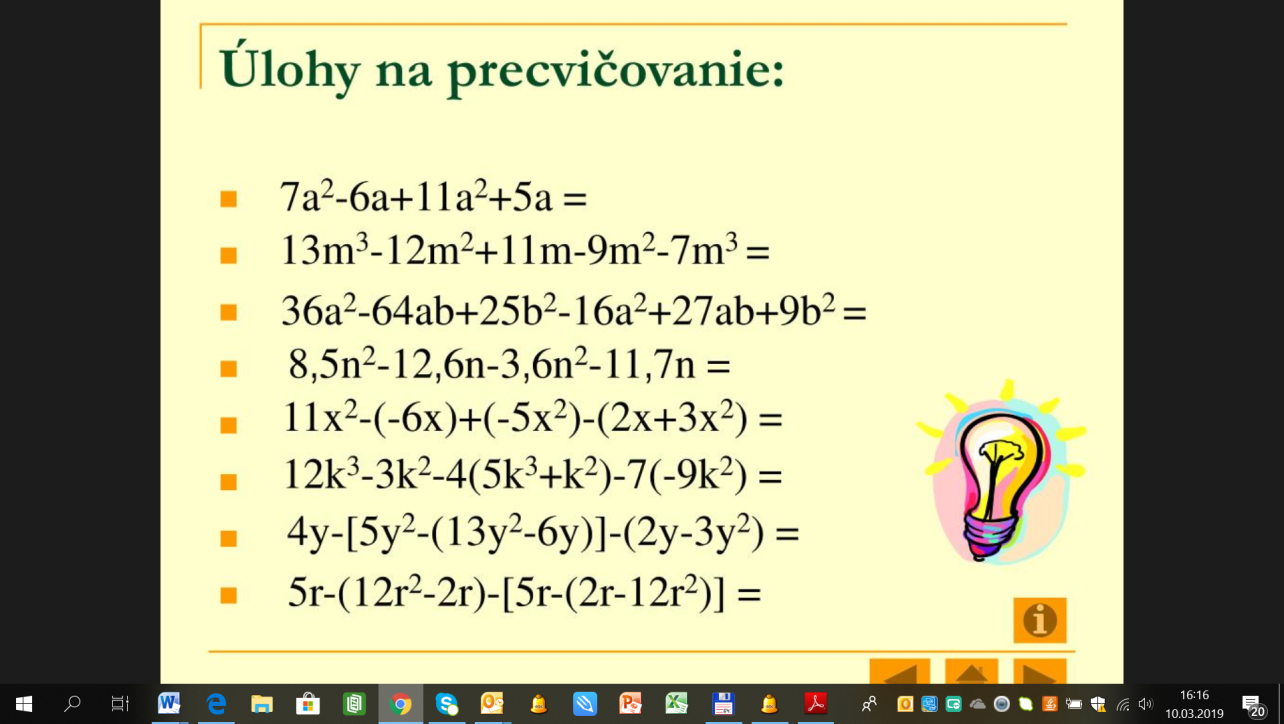 Úlohy na precvičovanie:
7a²-6a+11a²+5a =
13m³-12m²+11m-9m²-7m³ =
36a²-64ab+25b²-16a²+27ab+9b² =
8,5n²-12,6n-3,6n²-11,7n =
11x²-(-6x)+(-5x²)-(2x+3x²) =
12k³-3k²-4(5k³+k²)-7(-9k²) =
4y-[5y²-(13y²-6y)]-(2y-3y²) =
5r-(12r²-2r)-[5r-(2r-12r²)] =
16:16
10.03.2019
20